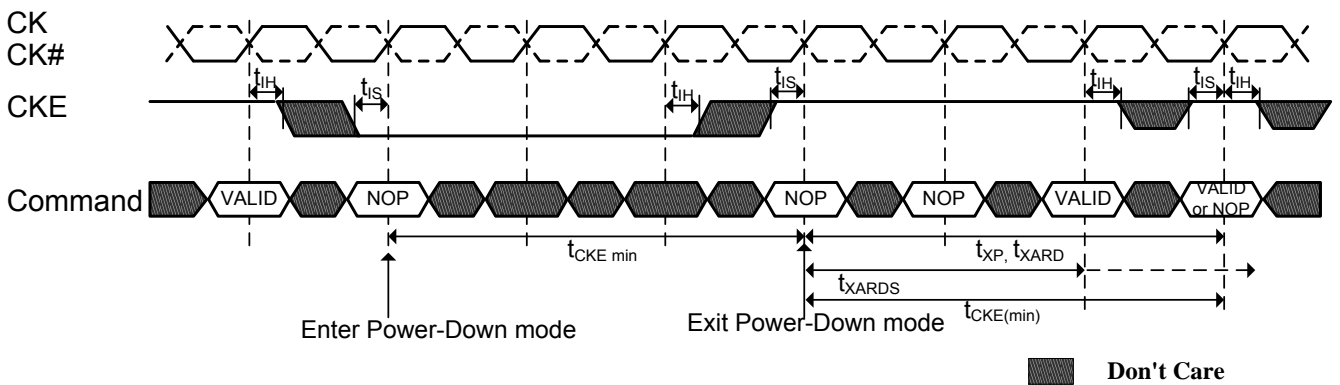 CK
CK#
tIH tIS tIH tIS tIH tIS tIH
CKE
Command VALID NOP NOP NOP VALID VALID or NOP
tCKE min tXP, tXARD
tXARDS
tCKE(min)
Enter Power-Down mode Exit Power-Down mode
Don't Care